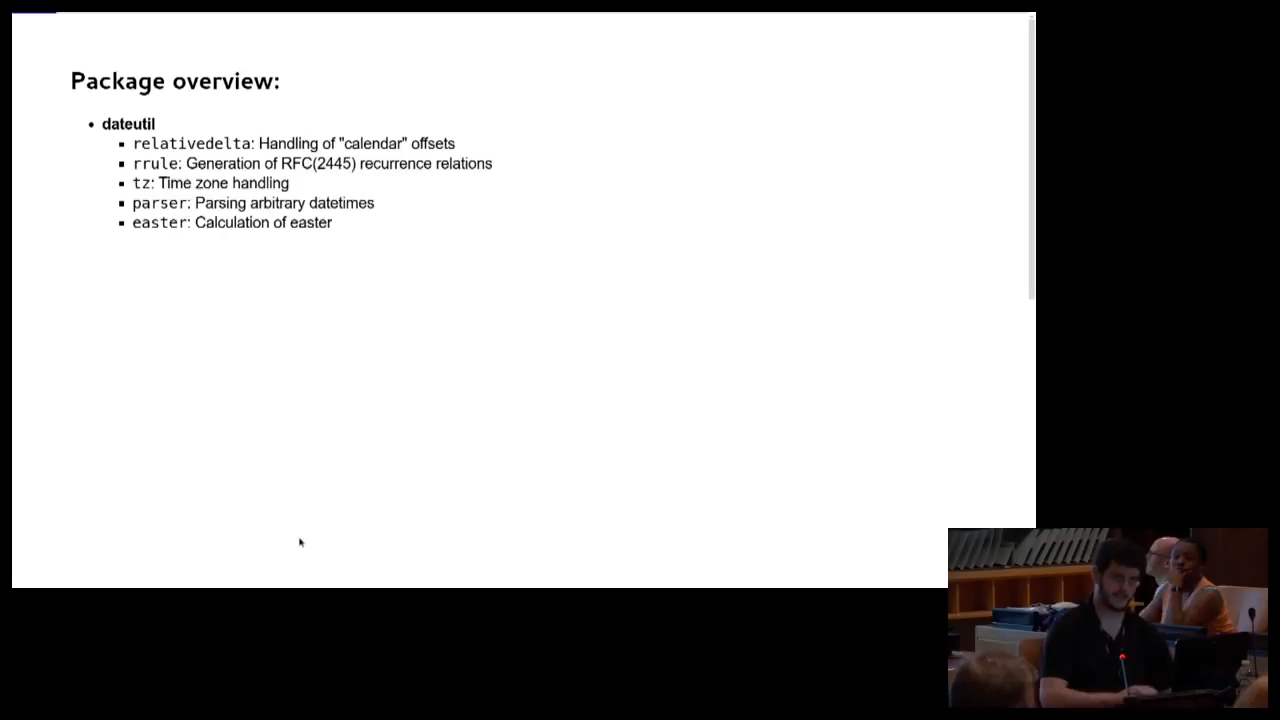 Package overview:
dateutil
relativedelta: Handling of "calendar" offsets
rrule: Generation of RFC(2445) recurrence relations
tz: Time zone handling
parser: Parsing arbitrary datetimes
easter: Calculation of easter